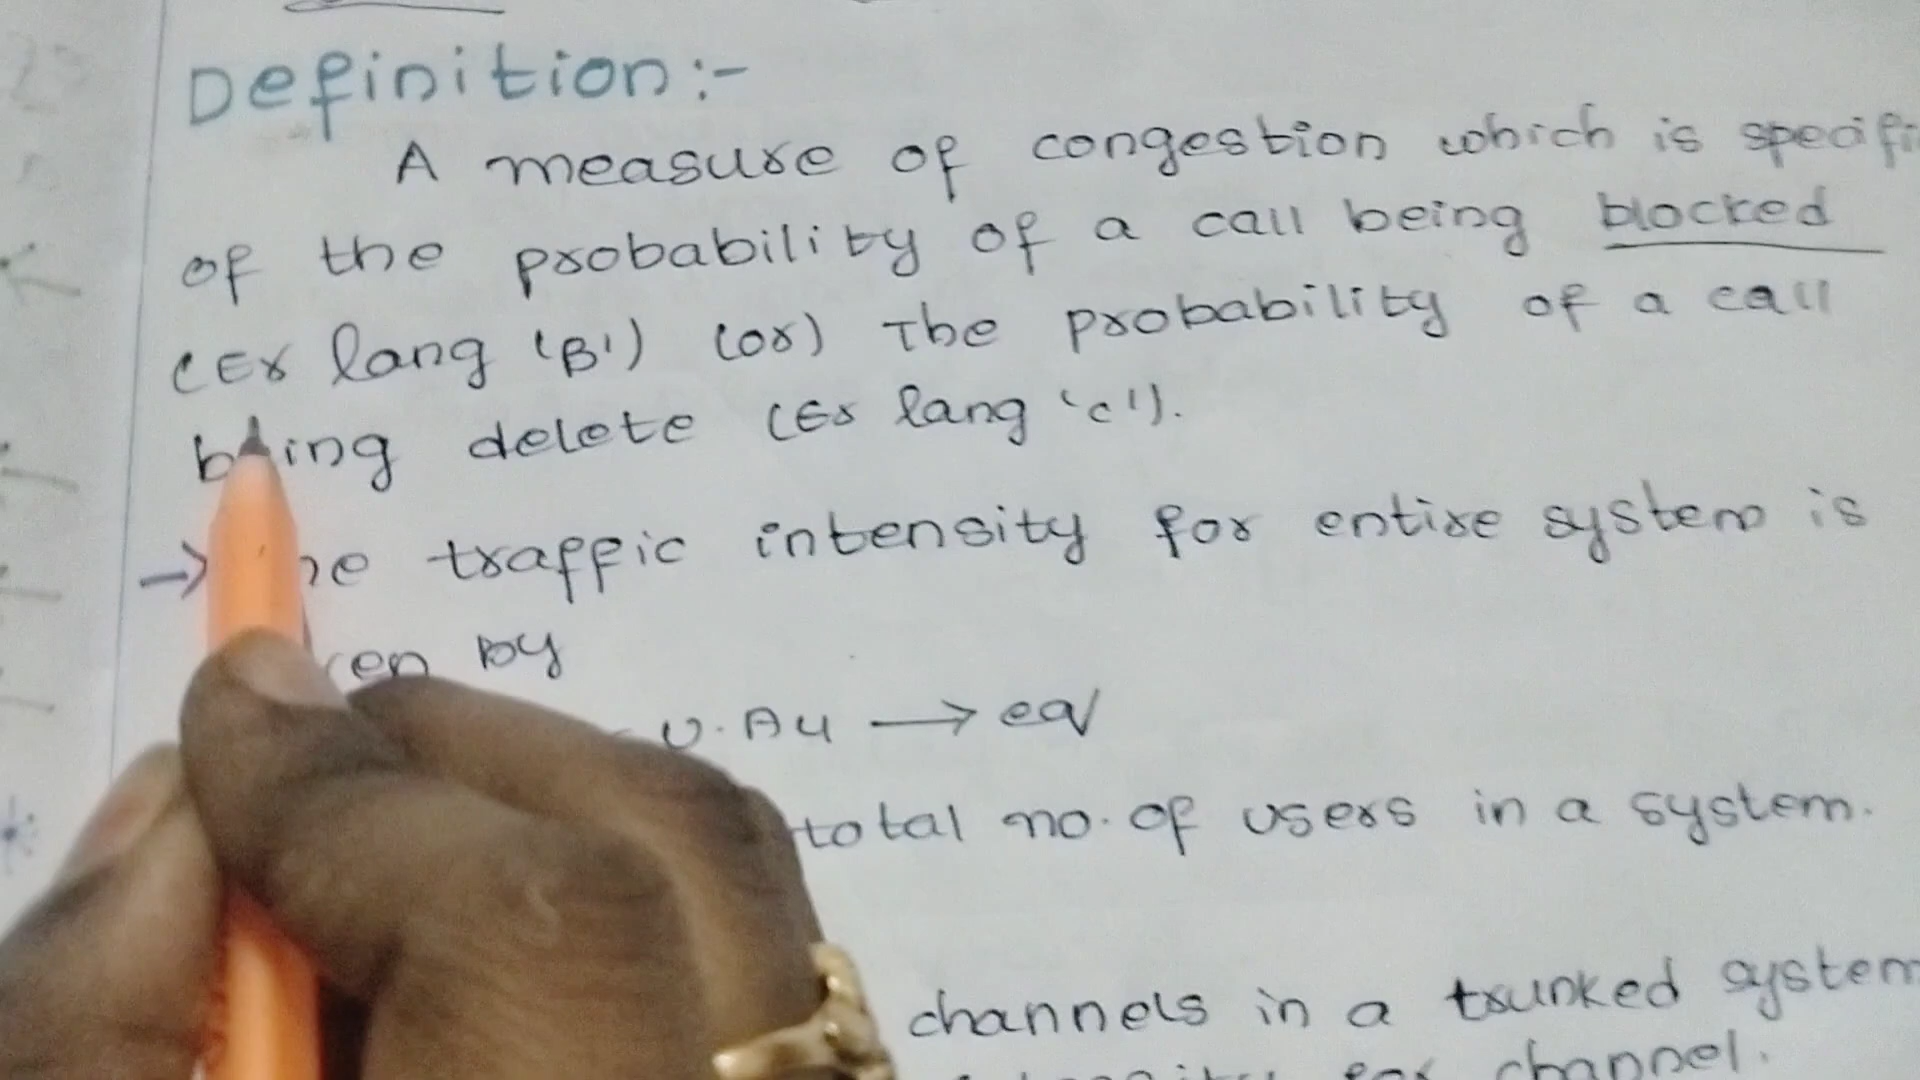 Definition:-
A measure of congestion which is specifi
of the probability of a call being blocked
(Er lang 'B') (or) The probability of a call
being delete (Er lang 'c').
→ traffic intensity for entire system is
by
U. Au → eq
total no. of users in a system.
channels in a trunked system
for channel.